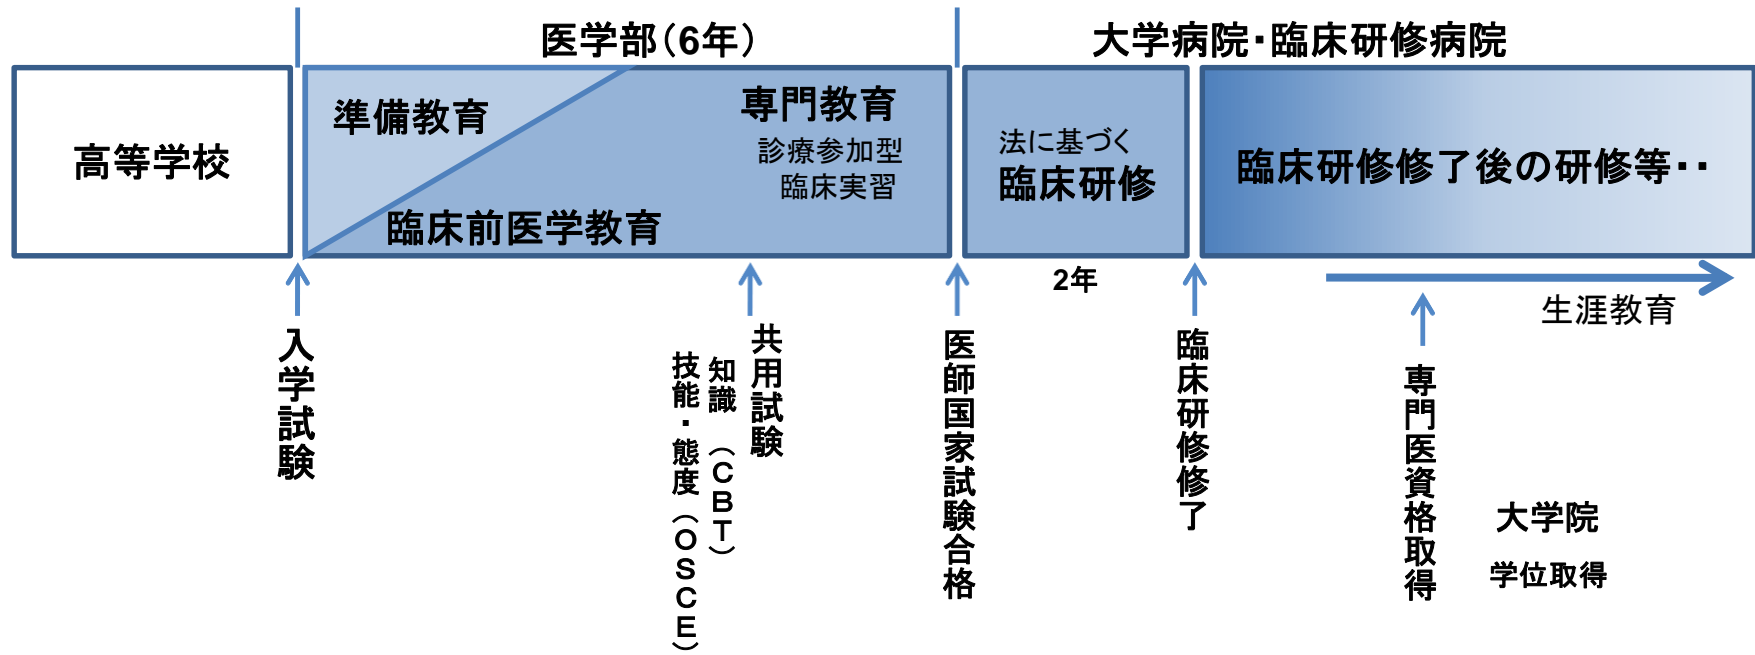 医学部（6年）
大学病院・臨床研修病院
高等学校
準備教育
臨床前医学教育
専門教育
診療参加型
臨床実習
法に基づく
臨床研修
臨床研修修了後の研修等・・
2年
生涯教育
入学試験
共用試験
知識　（ＣＢＴ）
技能・態度（ＯＳＣＥ）
医師国家試験合格
臨床研修修了
専門医資格取得
大学院
学位取得